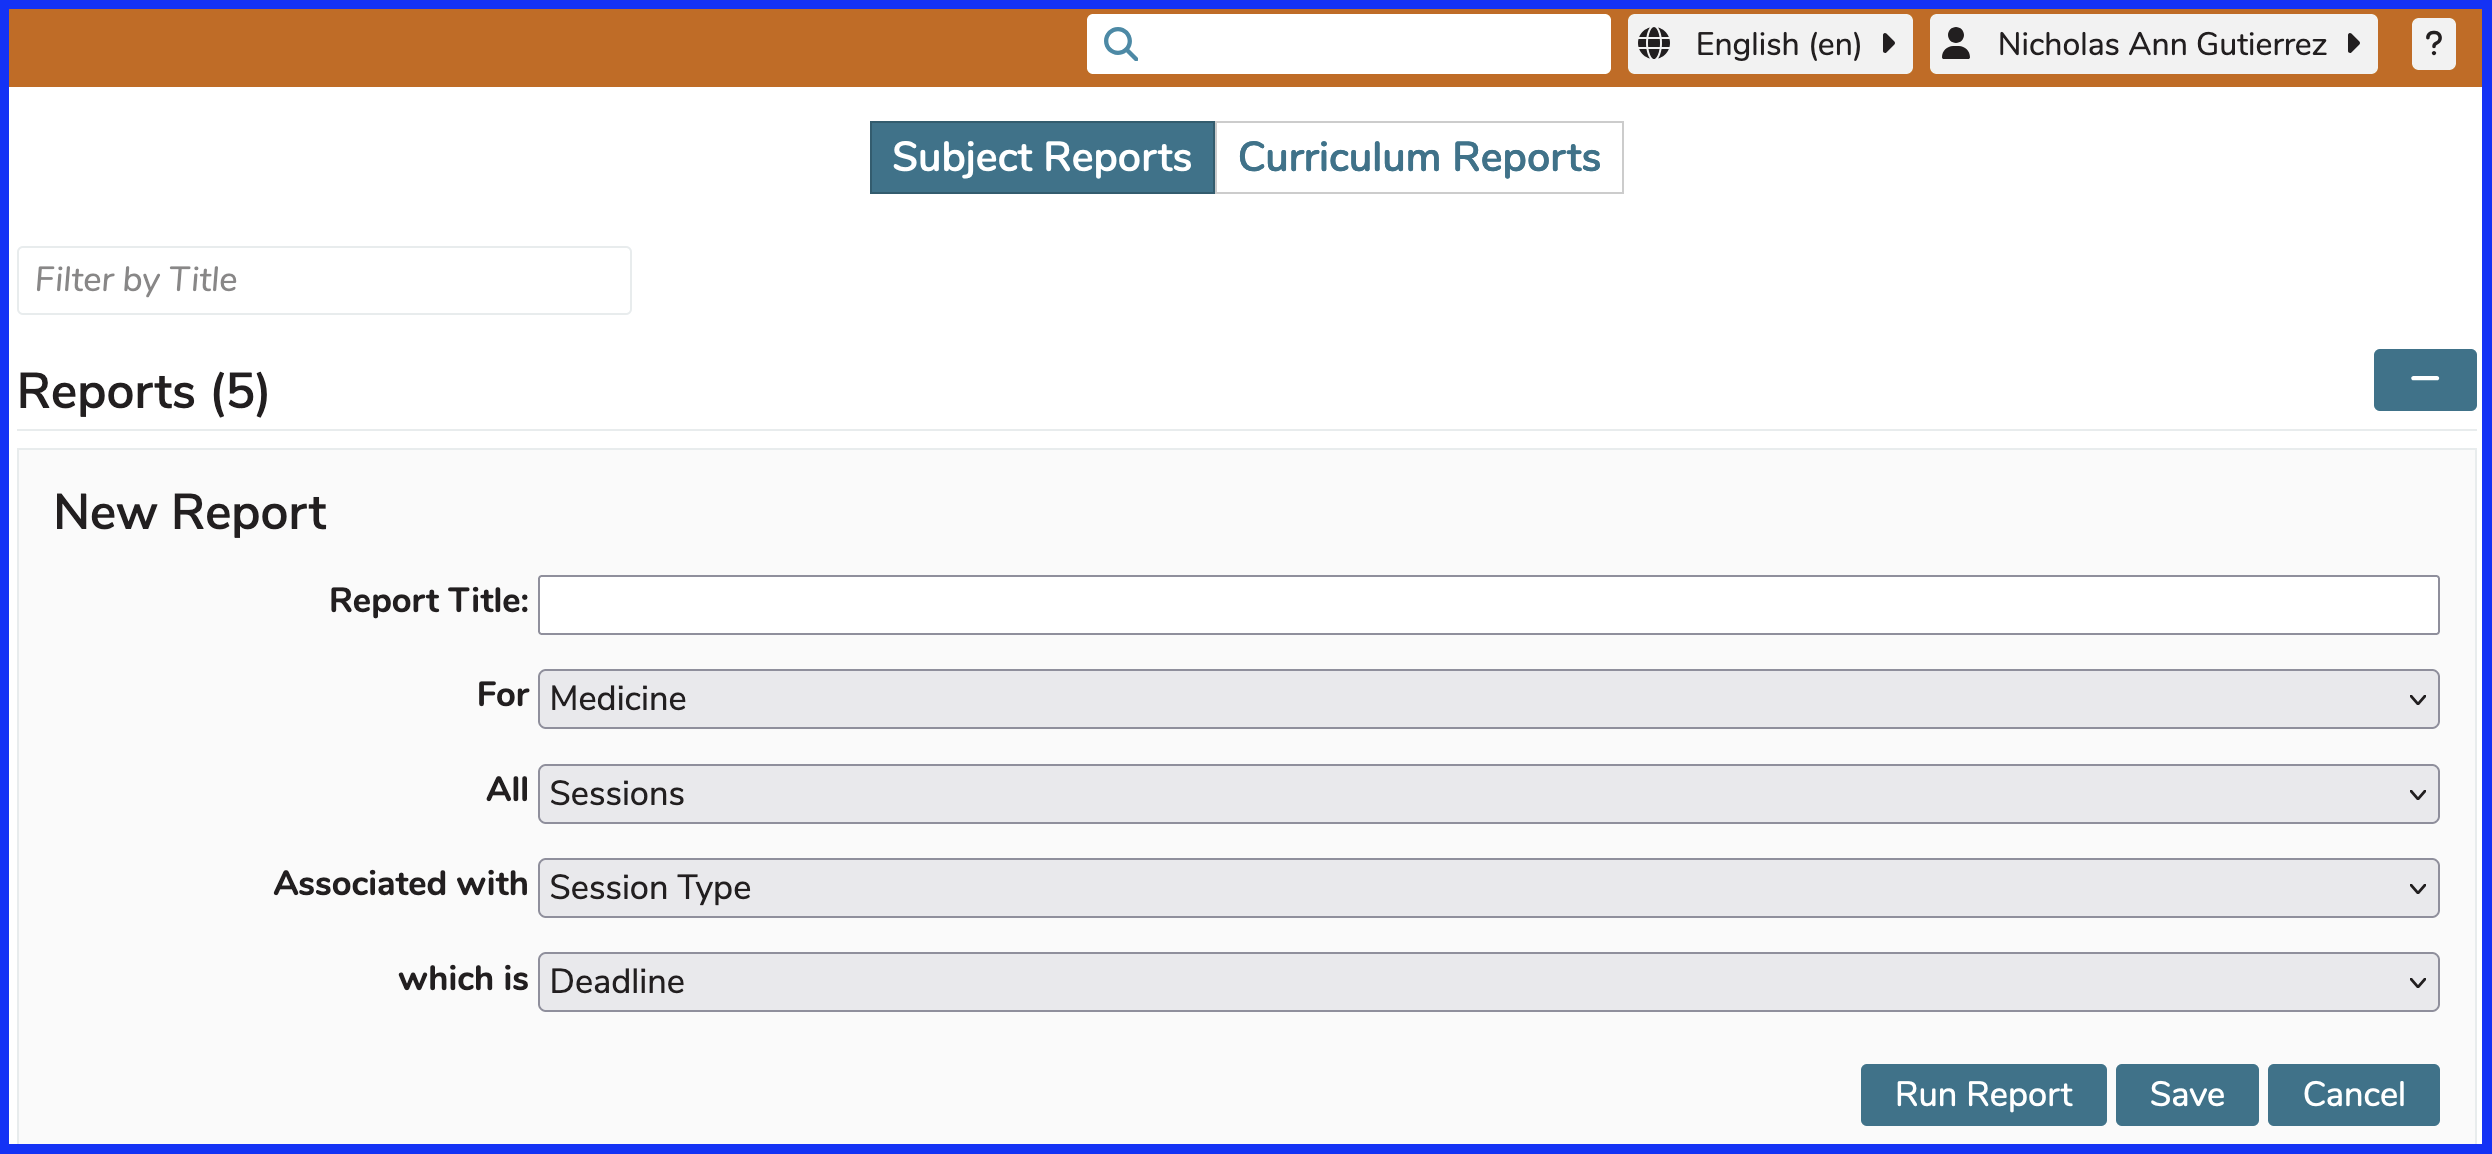 English (en) Nicholas Ann Gutierrez ?
Subject Reports Curriculum Reports
Filter by Title
Reports (5)
New Report
Report Title:
For Medicine
All Sessions
Associated with Session Type
which is Deadline
Run Report Save Cancel